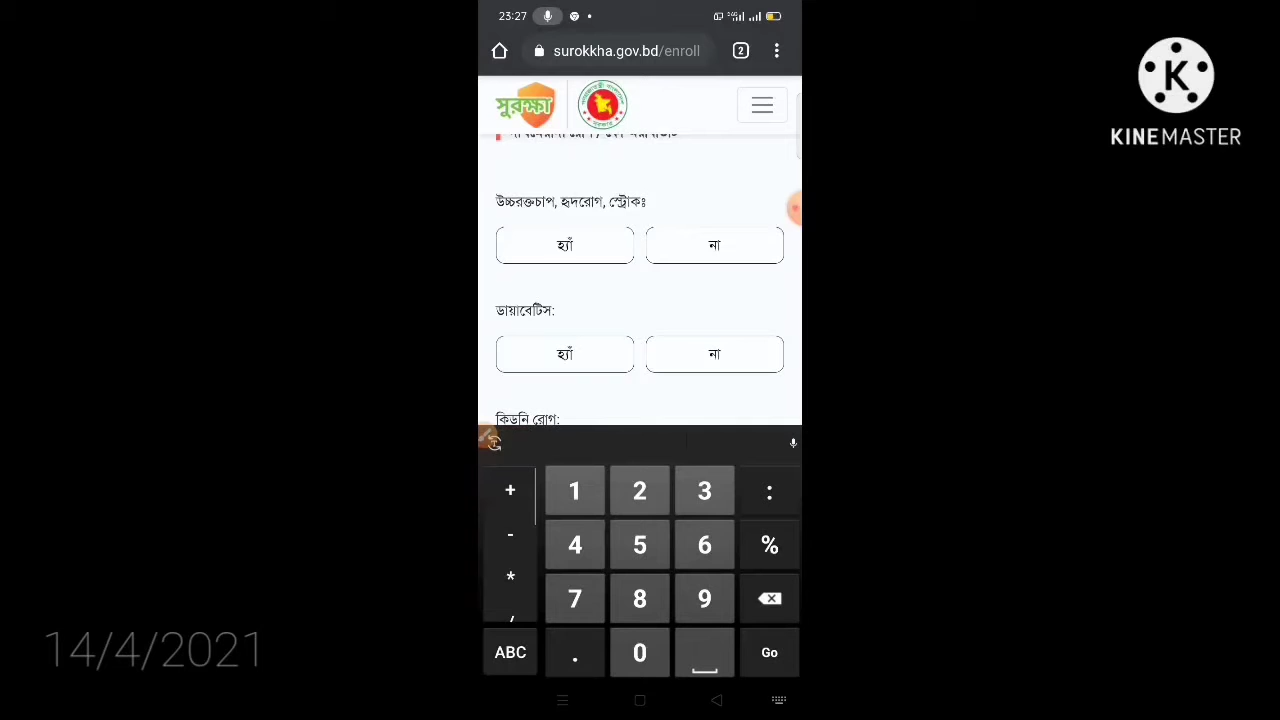 23:27
2
surokkha.gov.bd/enroll
সুরক্ষা
KINEMASTER
উচ্চরক্তচাপ, হৃদরোগ, স্ট্রোকঃ
হ্যাঁ না
ডায়াবেটিস:
হ্যাঁ না
কিডনি রোগ:
+ 1 2 3 :
- 4 5 6 %
* 7 8 9
/
ABC . 0 Go
14/4/2021